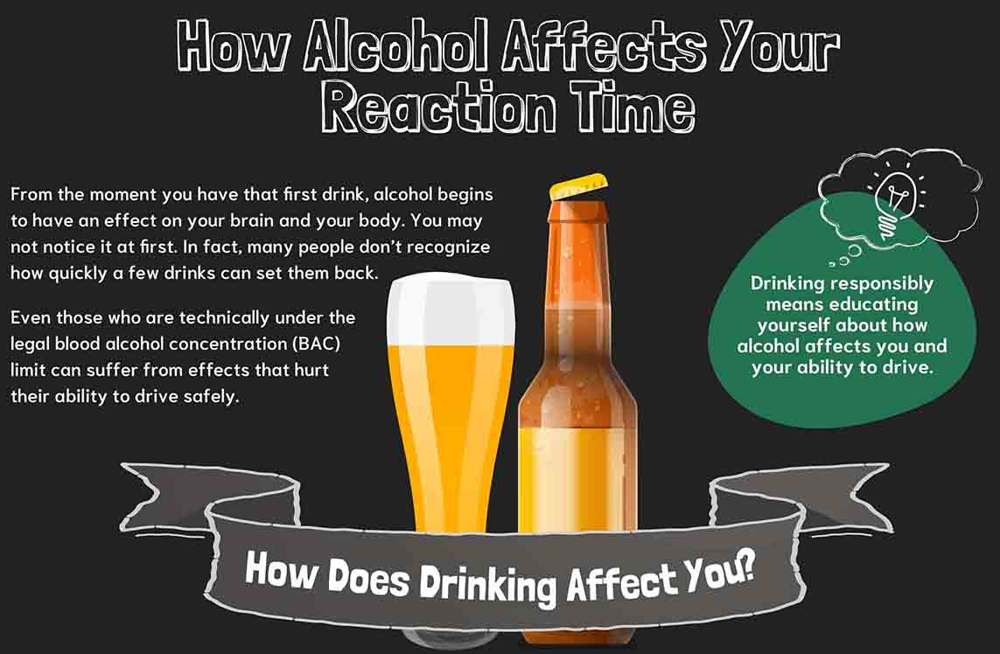 How Alcohol Affects Your
Reaction Time
From the moment you have that first drink, alcohol begins
to have an effect on your brain and your body. You may
not notice it at first. In fact, many people don't recognize
how quickly a few drinks can set them back.
Even those who are technically under the
legal blood alcohol concentration (BAC)
limit can suffer from effects that hurt
their ability to drive safely.
Drinking responsibly
means educating
yourself about how
alcohol affects you and
your ability to drive.
How Does Drinking Affect You?